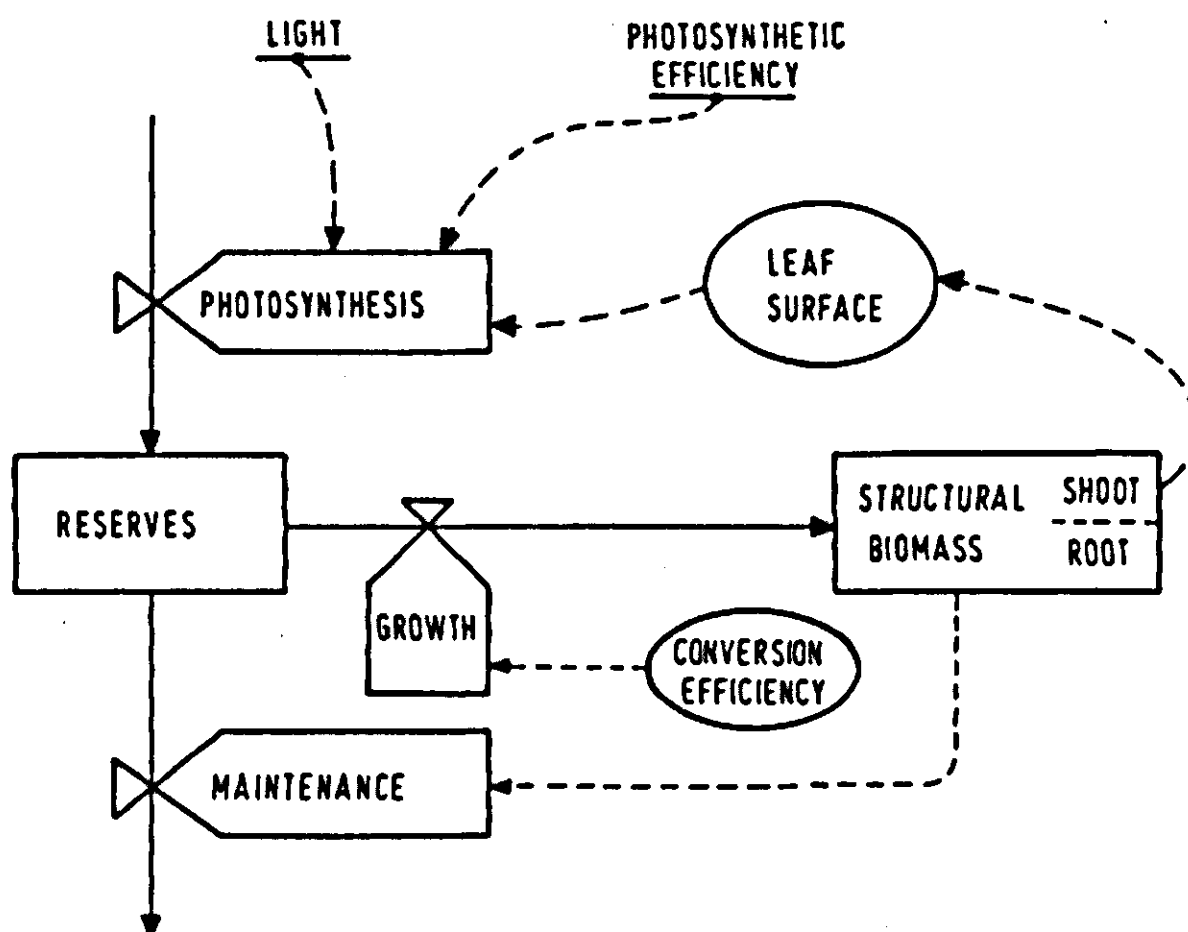 LIGHT
PHOTOSYNTHETIC
EFFICIENCY
PHOTOSYNTHESIS
LEAF
SURFACE
RESERVES
STRUCTURAL
BIOMASS
SHOOT
ROOT
GROWTH
CONVERSION
EFFICIENCY
MAINTENANCE